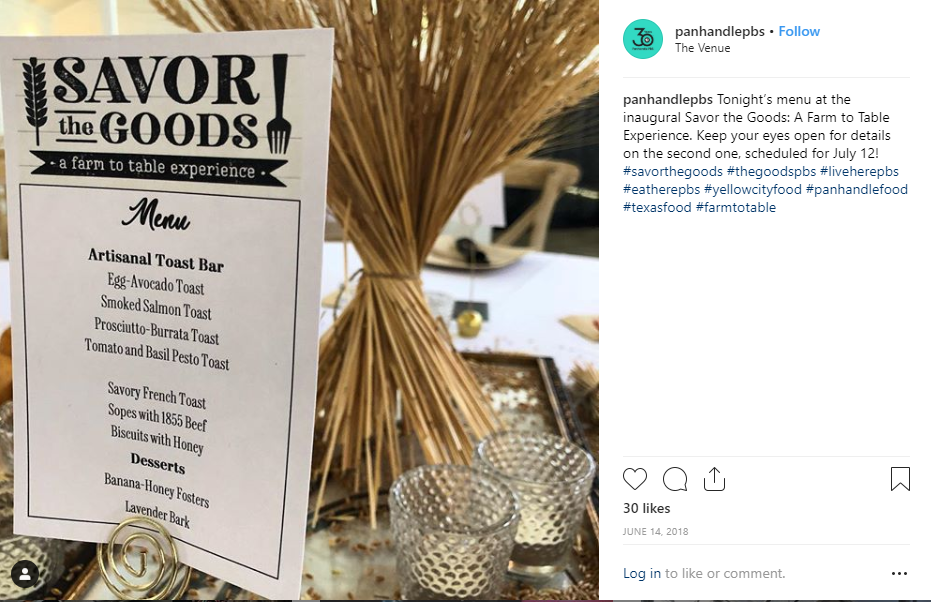 SAVOR
the GOODS
- a farm to table experience -
Menu
Artisanal Toast Bar
Egg-Avocado Toast
Smoked Salmon Toast
Prosciutto-Burrata Toast
Tomato and Basil Pesto Toast
Savory French Toast
Sopes with 1855 Beef
Biscuits with Honey
Desserts
Banana-Honey Fosters
Lavender Bark
30
panhandlepbs • Follow
The Venue
panhandlepbs Tonight's menu at the
inaugural Savor the Goods: A Farm to Table
Experience. Keep your eyes open for details
on the second one, scheduled for July 12!
#savorthegoods #thegoodspbs #liveherepbs
#eatherepbs #yellowcityfood #panhandlefood
#texasfood #farmtotable
30 likes
JUNE 14, 2018
Log in to like or comment.